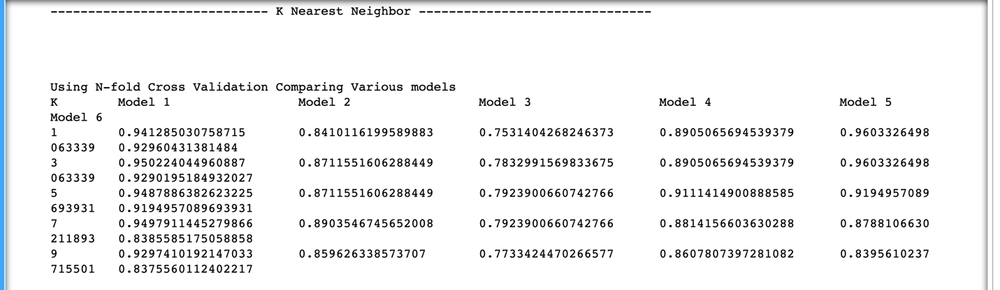 ----------------------------- K Nearest Neighbor -------------------------------
Using N-fold Cross Validation Comparing Various models
K Model 1 Model 2 Model 3 Model 4 Model 5
Model 6
1 0.941285030758715 0.8410116199589883 0.7531404268246373 0.8905065694539379 0.9603326498
063339 0.92960431381484
3 0.950224044960887 0.8711551606288449 0.7832991569833675 0.8905065694539379 0.9603326498
063339 0.9290195184932027
5 0.9487886382623225 0.8711551606288449 0.7923900660742766 0.9111414900888585 0.9194957089
693931 0.9194957089693931
7 0.9497911445279866 0.8903546745652008 0.7923900660742766 0.8814156603630288 0.8788106630
211893 0.8385585175058858
9 0.9297410192147033 0.859626338573707 0.7733424470266577 0.8607807397281082 0.8395610237
715501 0.8375560112402217